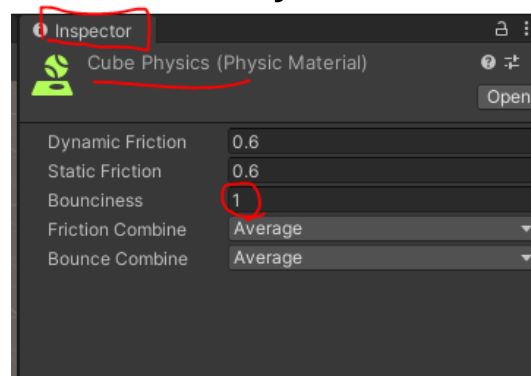 Inspector
Cube Physics (Physic Material)
Open
Dynamic Friction 0.6
Static Friction 0.6
Bounciness 1
Friction Combine Average
Bounce Combine Average